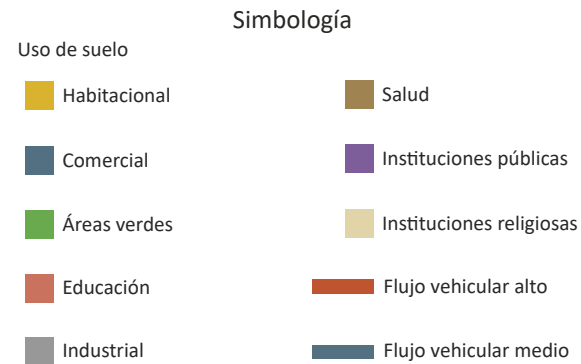 Simbología
Uso de suelo
Habitacional
Comercial
Áreas verdes
Educación
Industrial
Salud
Instituciones públicas
Instituciones religiosas
Flujo vehicular alto
Flujo vehicular medio